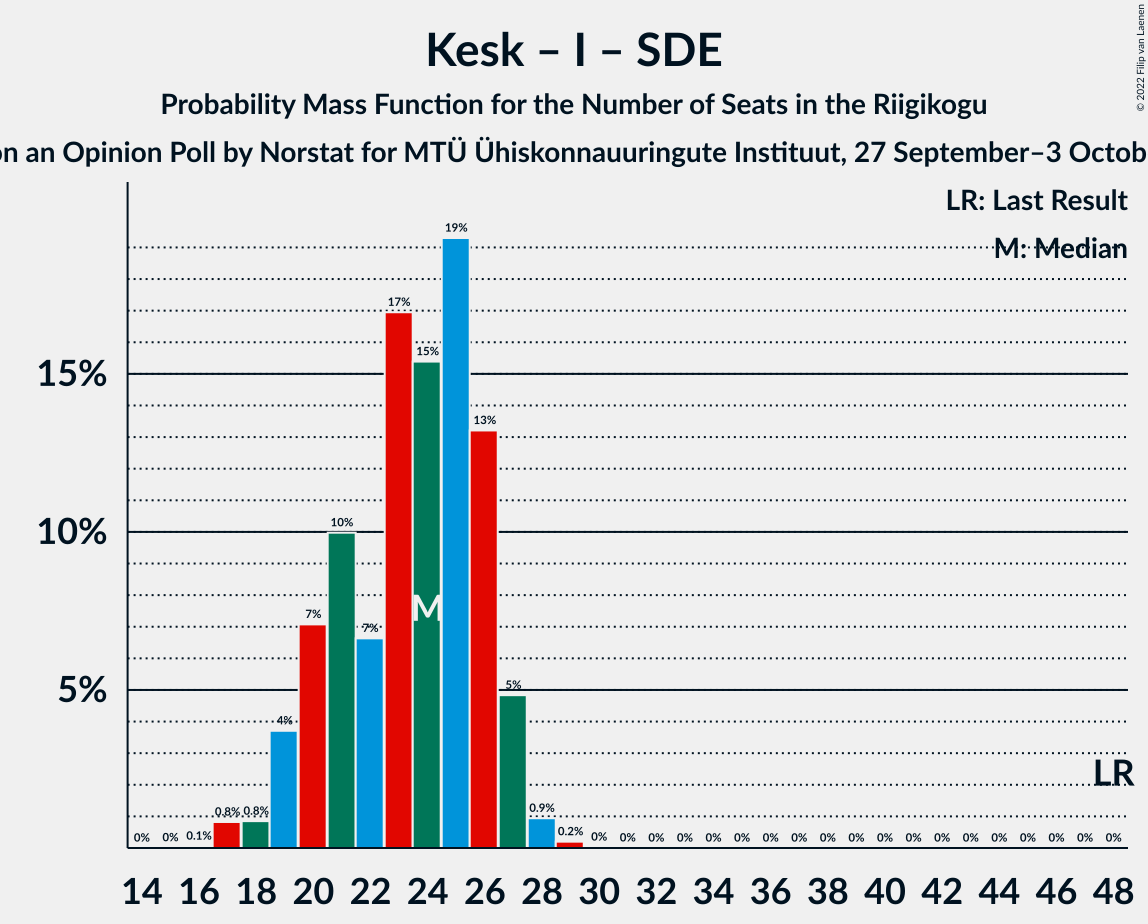 Kesk – I – SDE
Probability Mass Function for the Number of Seats in the Riigikogu
on an Opinion Poll by Norstat for MTÜ Ühiskonnauuringute Instituut, 27 September–3 Octob
© 2022 Filip van Laenen
LR: Last Result
M: Median
15%
10%
5%
0% 0% 0.1% 0.8% 0.8% 4% 7% 10% 7% 17% 15% 19% 13% 5% 0.9% 0.2% 0% 0% 0% 0% 0% 0% 0% 0% 0% 0% 0% 0% 0% 0% 0% 0% 0% 0% 0%
M
LR
14 16 18 20 22 24 26 28 30 32 34 36 38 40 42 44 46 48